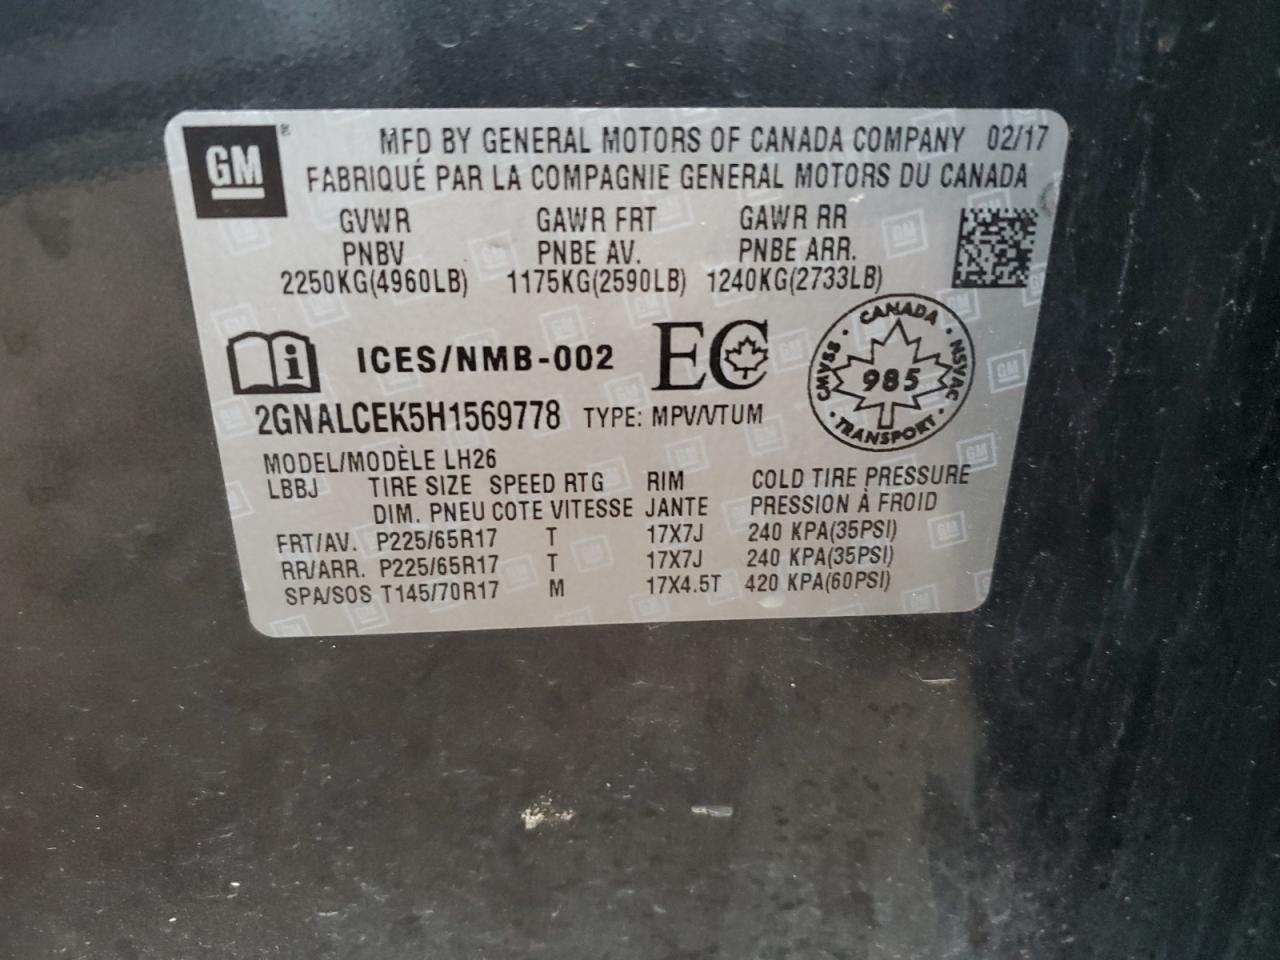 GM ®
MFD BY GENERAL MOTORS OF CANADA COMPANY 02/17
FABRIQUÉ PAR LA COMPAGNIE GENERAL MOTORS DU CANADA
GVWR GAWR FRT GAWR RR
PNBV PNBE AV. PNBE ARR.
2250KG(4960LB) 1175KG(2590LB) 1240KG(2733LB)
i ICES/NMB-002 EC
CANADA
CMVSS 985 NSVAC
TRANSPORT
2GNALCEK5H1569778 TYPE: MPV/VTUM
MODEL/MODÈLE LH26
LBBJ TIRE SIZE SPEED RTG RIM COLD TIRE PRESSURE
DIM. PNEU COTE VITESSE JANTE PRESSION À FROID
FRT/AV. P225/65R17 T 17X7J 240 KPA(35PSI)
RR/ARR. P225/65R17 T 17X7J 240 KPA(35PSI)
SPA/SOS T145/70R17 M 17X4.5T 420 KPA(60PSI)